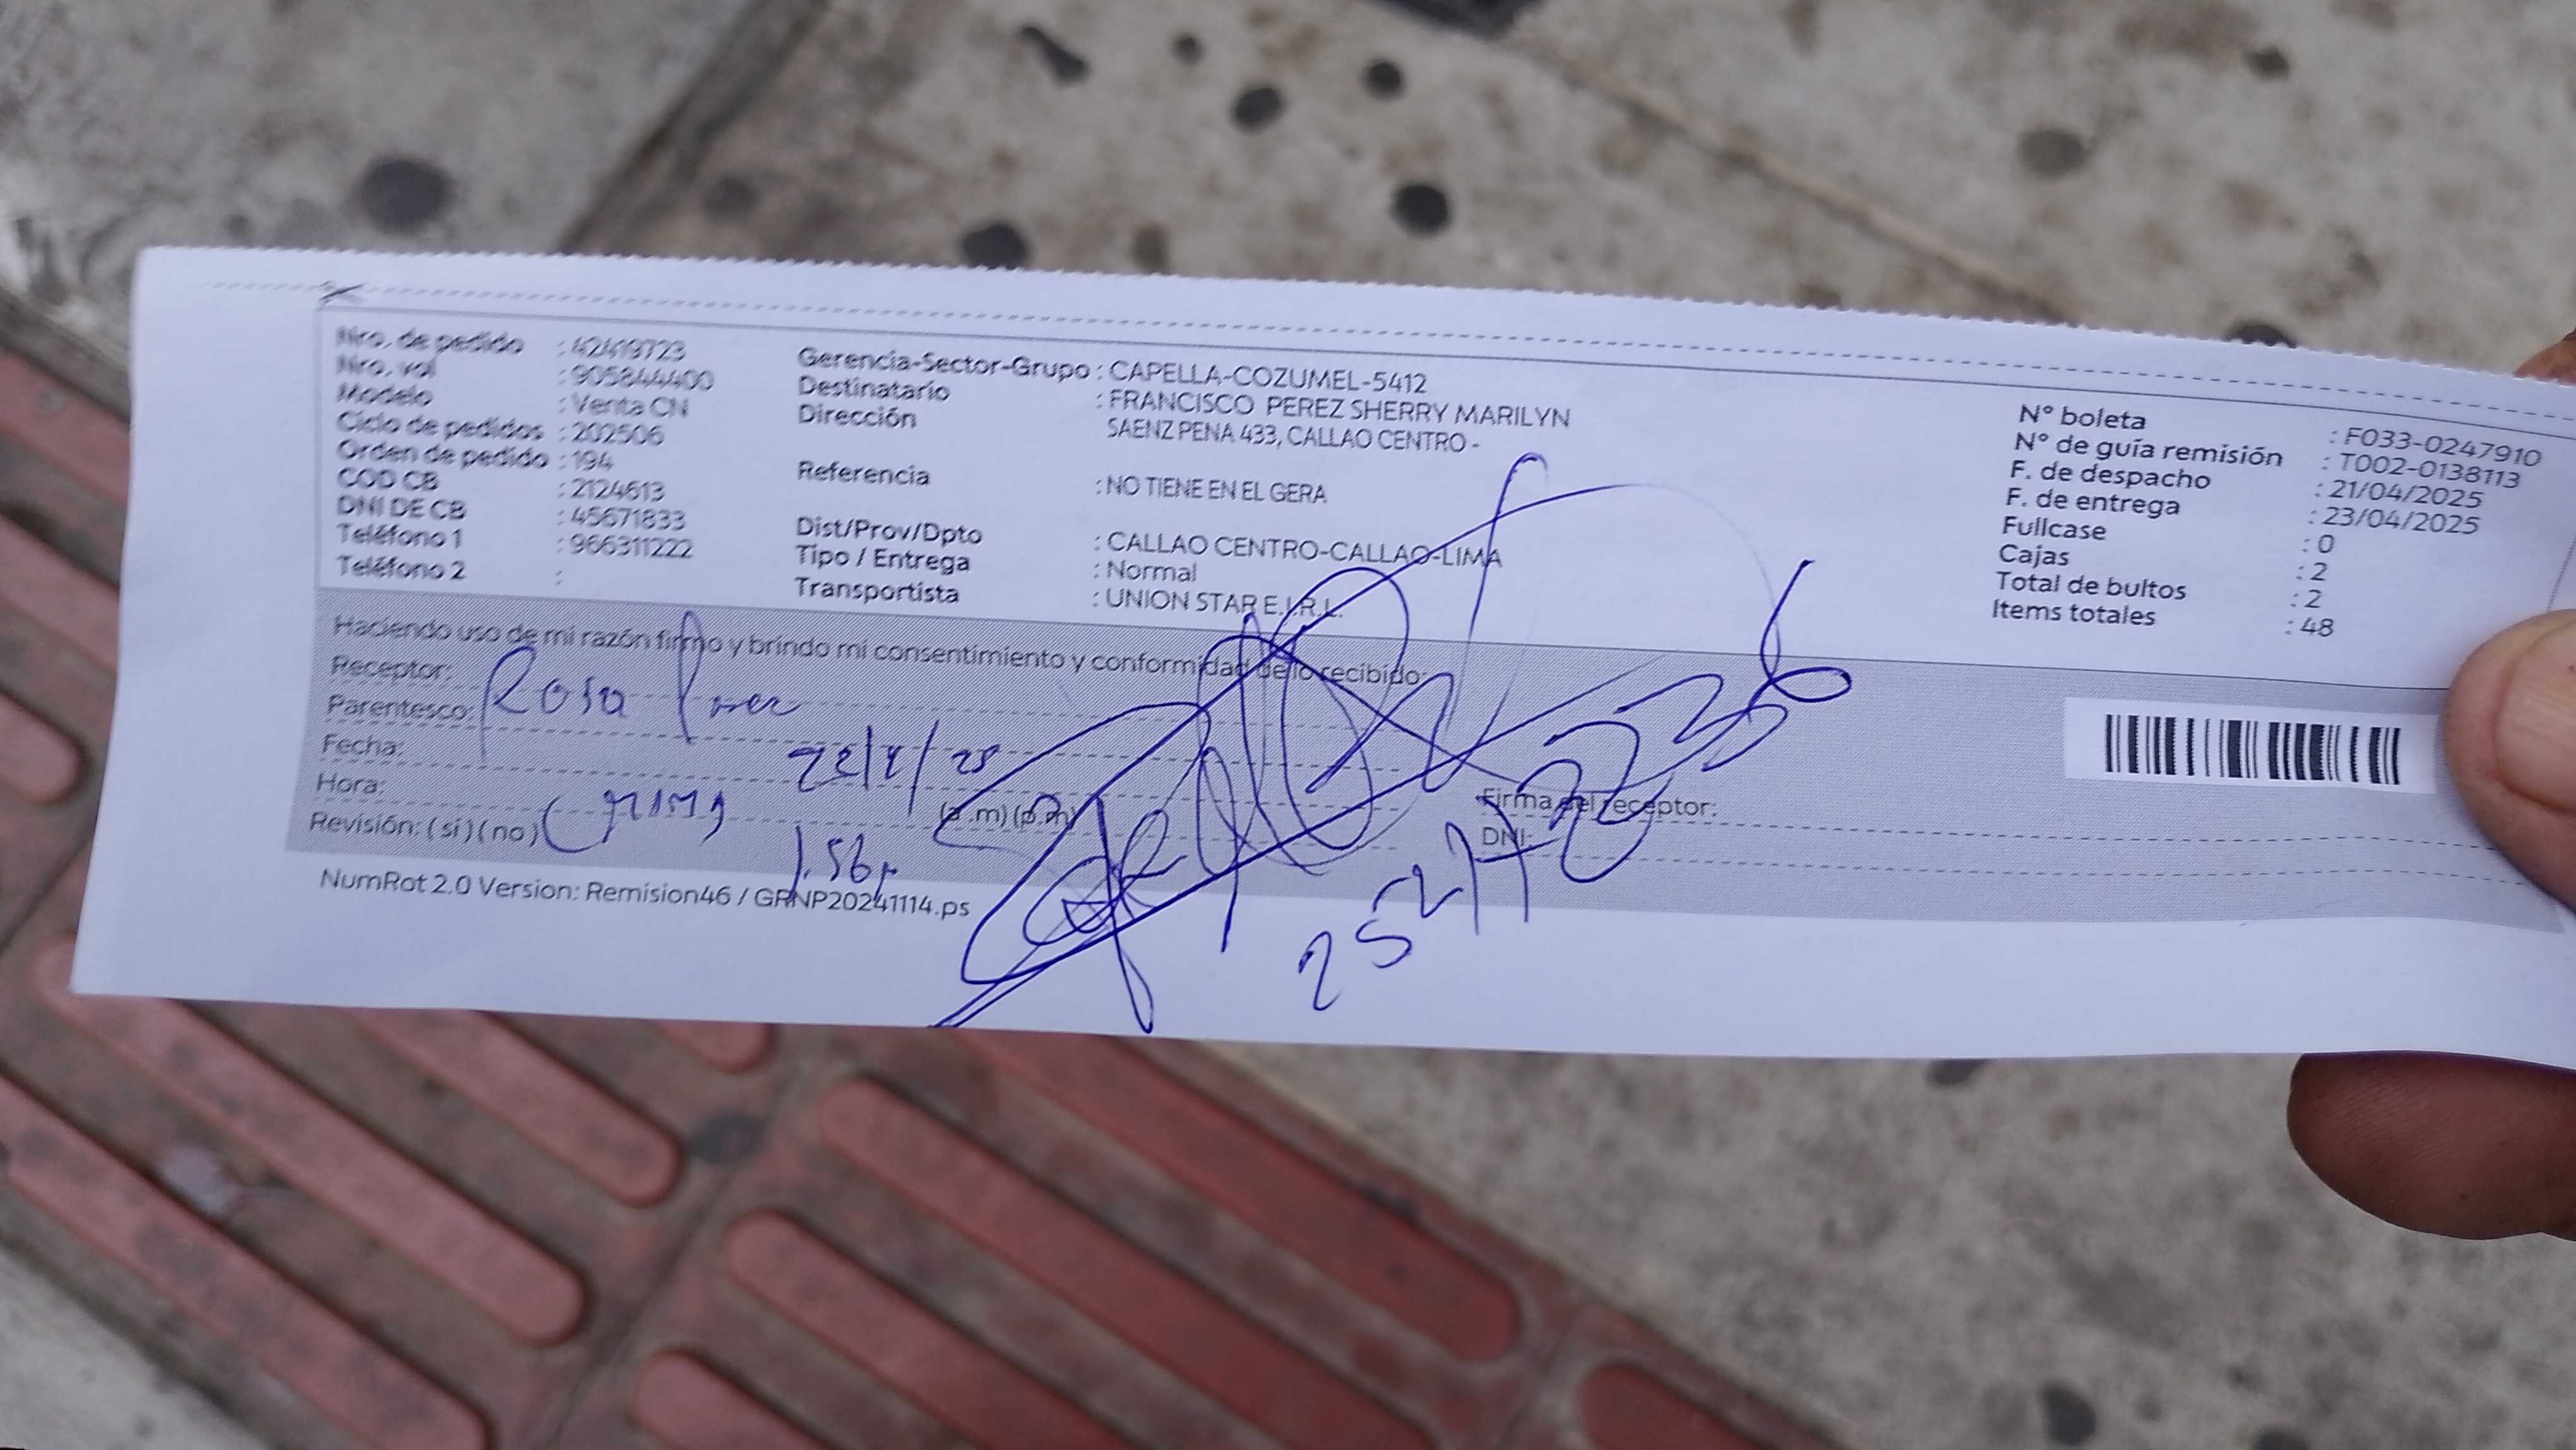 Nro. de pedido : 42419723
Nro. vol : 905844400
Modelo : Venta CN
Ciclo de pedidos : 202506
Orden de pedido : 194
COD CB : 2124613
DNI DE CB : 45671833
Teléfono 1 : 966311222
Teléfono 2 :
Gerencia-Sector-Grupo : CAPELLA-COZUMEL-5412
Destinatario : FRANCISCO PEREZ SHERRY MARILYN
Dirección SAENZ PENA 433, CALLAO CENTRO -
Referencia : NO TIENE EN EL GERA
Dist/Prov/Dpto : CALLAO CENTRO-CALLAO-LIMA
Tipo / Entrega : Normal
Transportista : UNION STAR E.I.R.L.
N° boleta : F033-0247910
N° de guía remisión : T002-0138113
F. de despacho : 21/04/2025
F. de entrega : 23/04/2025
Fullcase : 0
Cajas : 2
Total de bultos : 2
Items totales : 48
Haciendo uso de mi razón firmo y brindo mi consentimiento y conformidad de lo recibido:
Receptor: Rosa
Parentesco:
Fecha:
Hora: (a.m) (p.m)
Revisión: (si) (no)
1.56p
Firma del receptor:
DNI:
NumRot 2.0 Version: Remision46 / GRNP20241114.ps